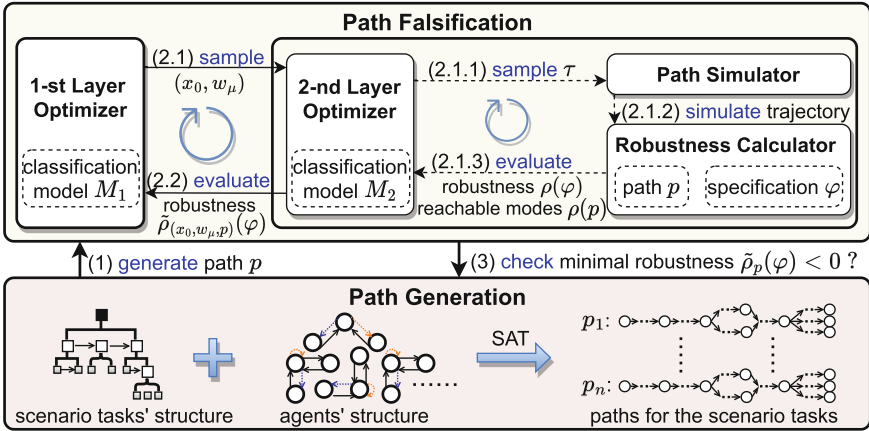 Path Falsification
1-st Layer
Optimizer
classification
model M₁
(2.1) sample
(x₀, w_μ)
(2.2) evaluate
robustness
ρ̃_(x₀,w_μ,p)(φ)
2-nd Layer
Optimizer
classification
model M₂
(2.1.1) sample τ
(2.1.3) evaluate
robustness ρ(φ)
reachable modes ρ(p)
Path Simulator
(2.1.2) simulate trajectory
Robustness Calculator
path p
specification φ
(1) generate path p
(3) check minimal robustness ρ̃_p(φ) < 0 ?
Path Generation
SAT
p₁:
pₙ:
scenario tasks' structure
agents' structure
paths for the scenario tasks